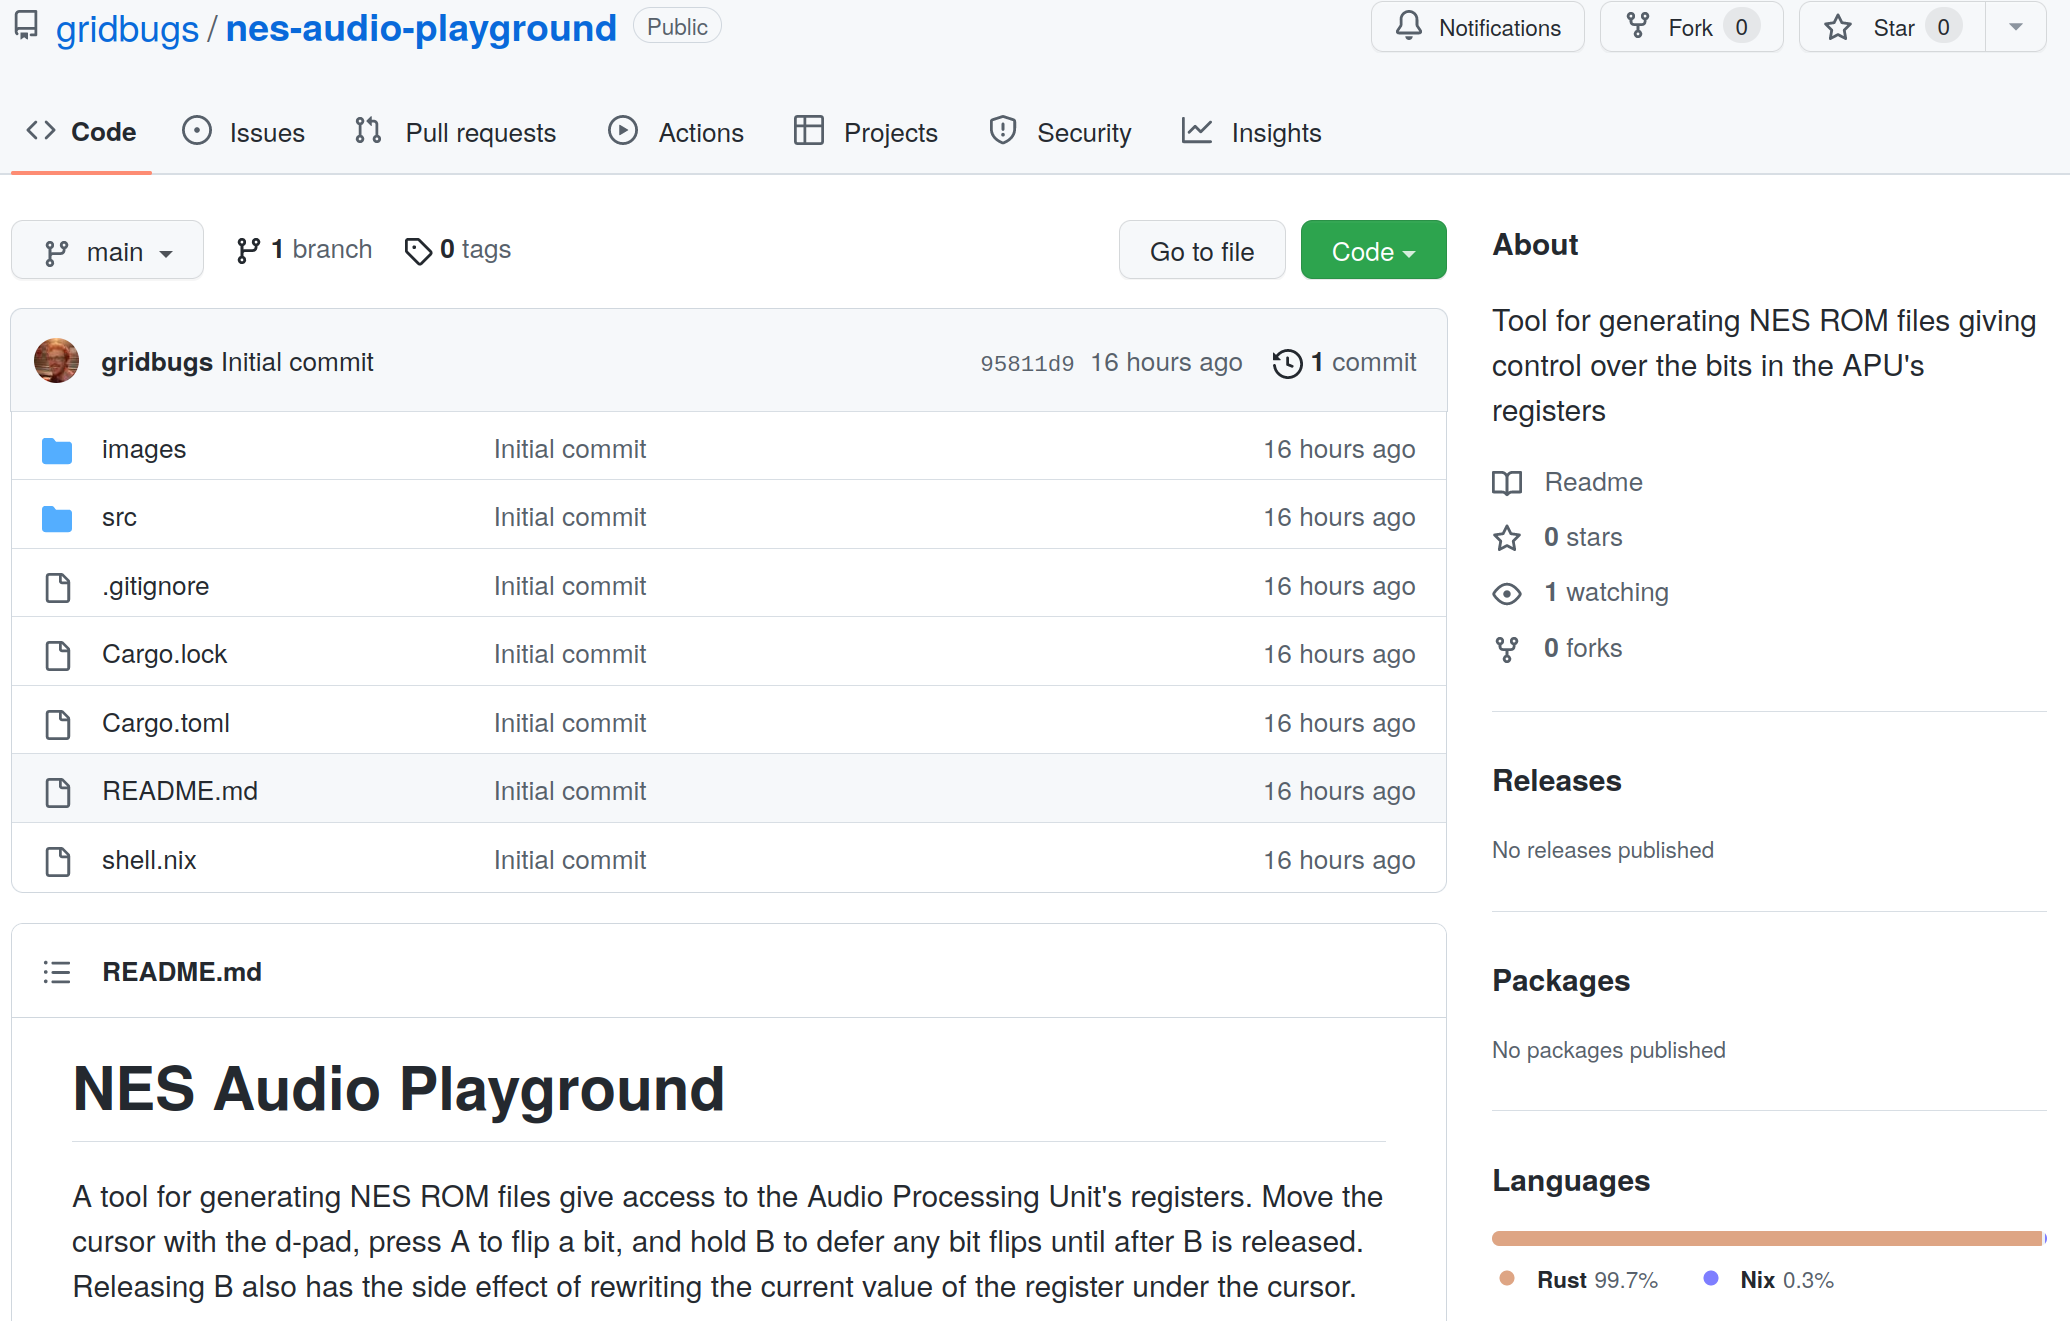 gridbugs / nes-audio-playground Public Notifications Fork 0 Star 0
Code Issues Pull requests Actions Projects Security Insights
main 1 branch 0 tags Go to file Code
gridbugs Initial commit 95811d9 16 hours ago 1 commit
images Initial commit 16 hours ago
src Initial commit 16 hours ago
.gitignore Initial commit 16 hours ago
Cargo.lock Initial commit 16 hours ago
Cargo.toml Initial commit 16 hours ago
README.md Initial commit 16 hours ago
shell.nix Initial commit 16 hours ago
README.md
NES Audio Playground
A tool for generating NES ROM files give access to the Audio Processing Unit's registers. Move the
cursor with the d-pad, press A to flip a bit, and hold B to defer any bit flips until after B is released.
Releasing B also has the side effect of rewriting the current value of the register under the cursor.
About
Tool for generating NES ROM files giving
control over the bits in the APU's
registers
Readme
0 stars
1 watching
0 forks
Releases
No releases published
Packages
No packages published
Languages
Rust 99.7% Nix 0.3%